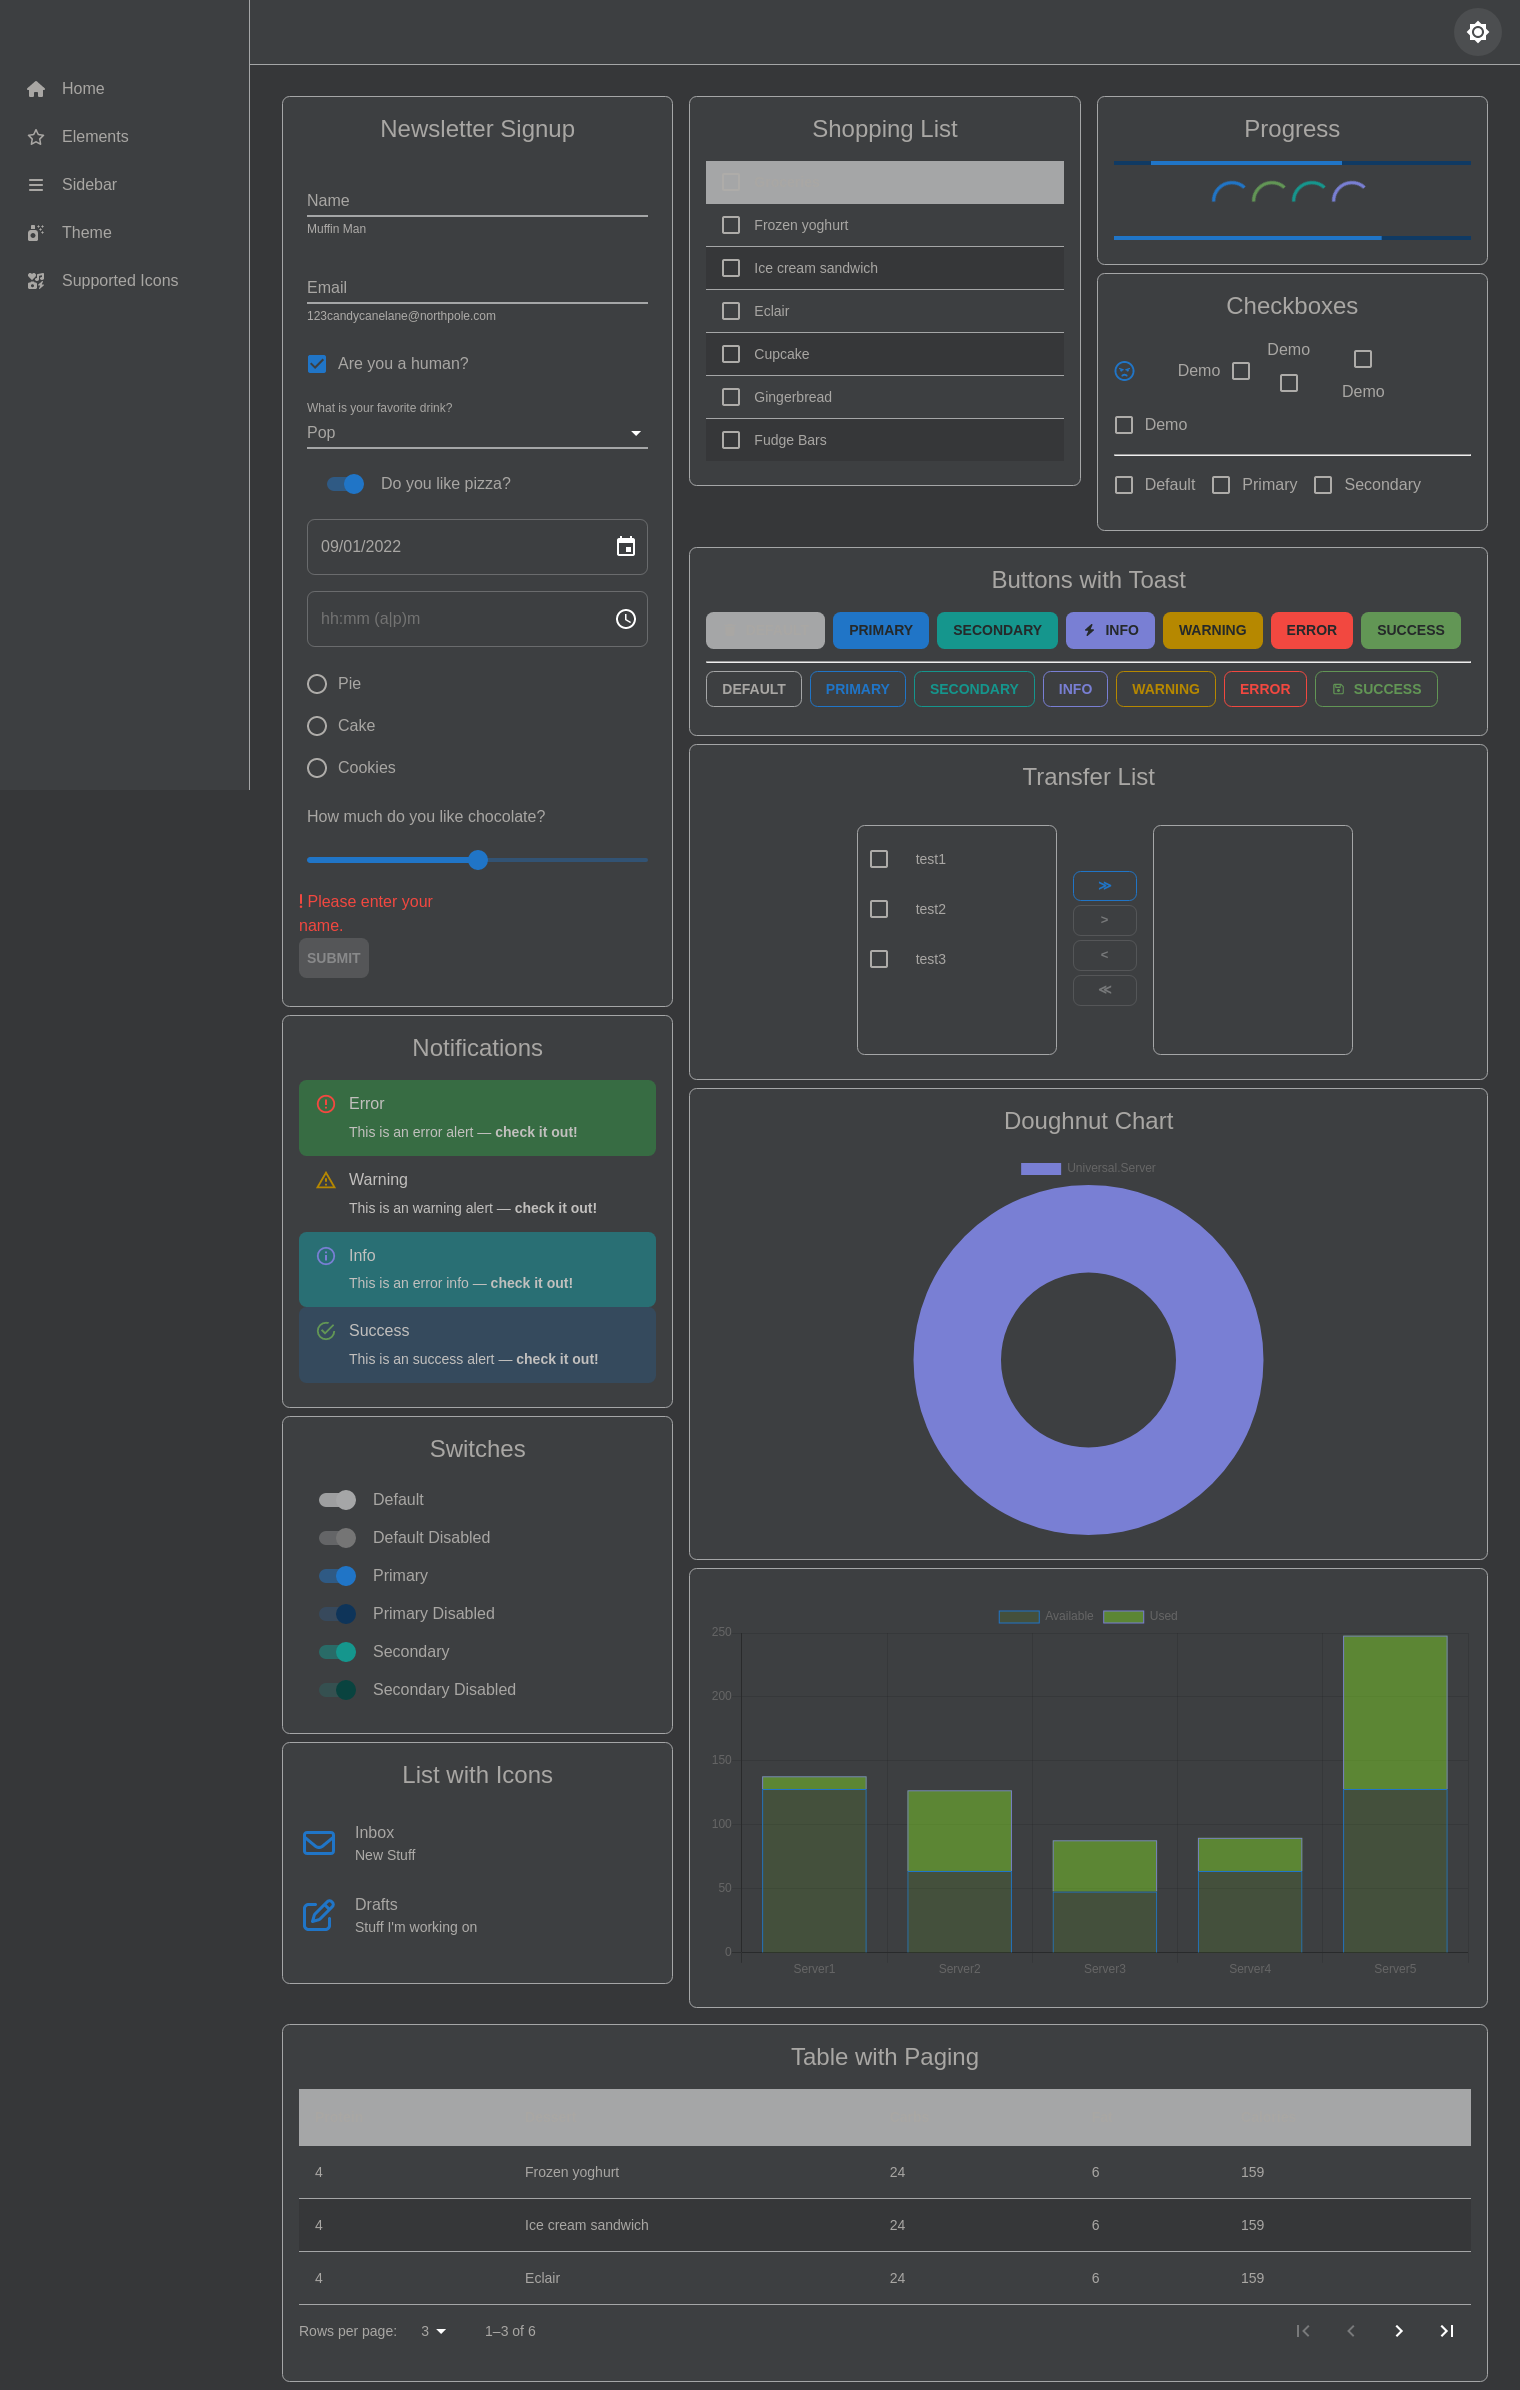 Home
Elements
Sidebar
Theme
Supported Icons
Newsletter Signup
Name
Muffin Man
Email
123candycanelane@northpole.com
Are you a human?
What is your favorite drink?
Pop
Do you like pizza?
09/01/2022
hh:mm (a|p)m
Pie
Cake
Cookies
How much do you like chocolate?
! Please enter your
name.
SUBMIT
Notifications
Error
This is an error alert — check it out!
Warning
This is an warning alert — check it out!
Info
This is an error info — check it out!
Success
This is an success alert — check it out!
Switches
Default
Default Disabled
Primary
Primary Disabled
Secondary
Secondary Disabled
List with Icons
Inbox
New Stuff
Drafts
Stuff I'm working on
Shopping List
Frozen yoghurt
Ice cream sandwich
Eclair
Cupcake
Gingerbread
Fudge Bars
Progress
Checkboxes
Demo
Demo
Demo
Demo
Default Primary Secondary
Buttons with Toast
PRIMARY SECONDARY INFO WARNING ERROR SUCCESS
DEFAULT PRIMARY SECONDARY INFO WARNING ERROR SUCCESS
Transfer List
test1
test2
test3
≫
>
<
≪
Doughnut Chart
Universal.Server
Available Used
250
200
150
100
50
0
Server1 Server2 Server3 Server4 Server5
Table with Paging
4 Frozen yoghurt 24 6 159
4 Ice cream sandwich 24 6 159
4 Eclair 24 6 159
Rows per page: 3 1–3 of 6